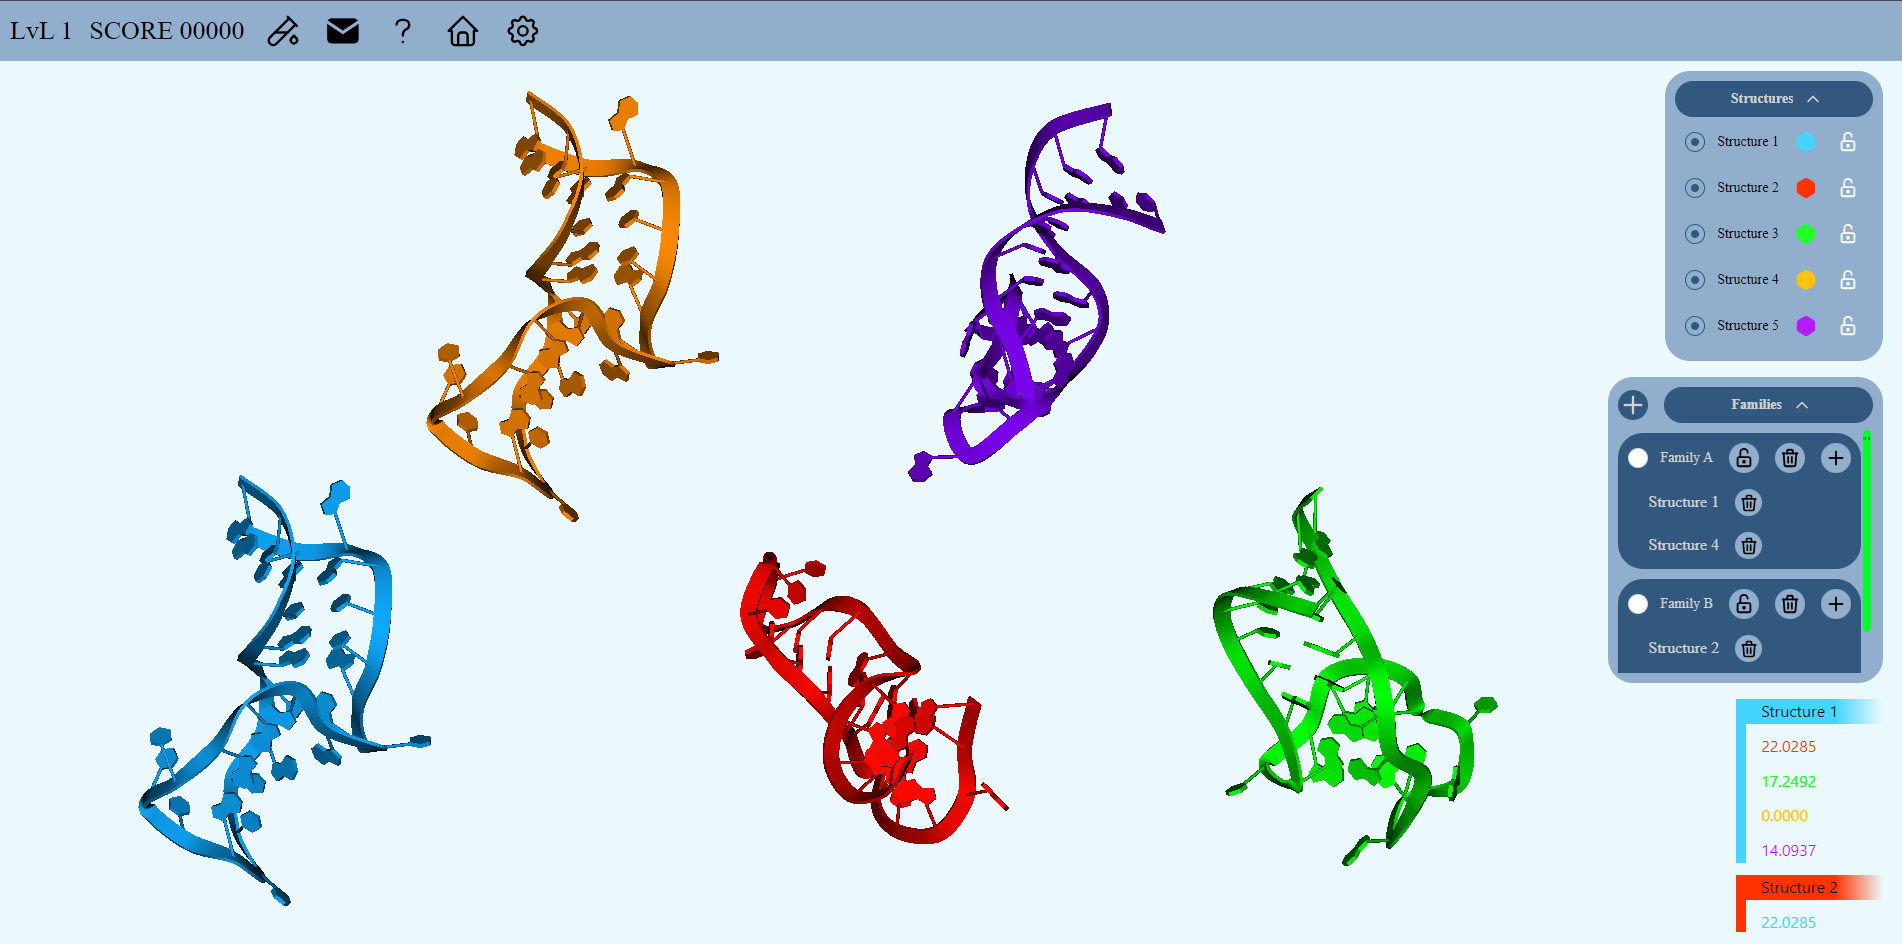 LvL 1 SCORE 00000 ?
Structures
Structure 1
Structure 2
Structure 3
Structure 4
Structure 5
Families
Family A
Structure 1
Structure 4
Family B
Structure 2
Structure 1
22.0285
17.2492
0.0000
14.0937
Structure 2
22.0285